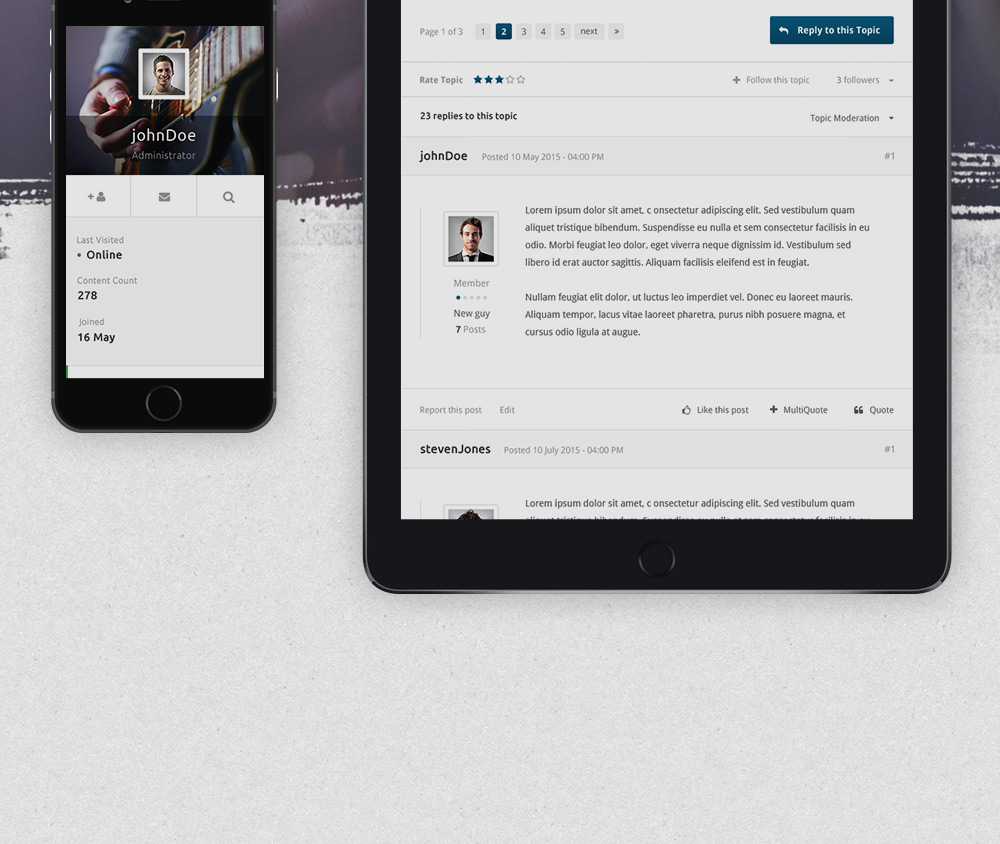 johnDoe
Administrator
Last Visited
Online
Content Count
278
Joined
16 May
Page 1 of 3 1 2 3 4 5 next »
Reply to this Topic
Rate Topic
Follow this topic
3 followers
23 replies to this topic
Topic Moderation
johnDoe Posted 10 May 2015 - 04:00 PM #1
Member
New guy
7 Posts
Lorem ipsum dolor sit amet, c onsectetur adipiscing elit. Sed vestibulum quam
aliquet tristique bibendum. Suspendisse eu nulla et sem consectetur facilisis in eu
odio. Morbi feugiat leo dolor, eget viverra neque dignissim id. Vestibulum sed
libero id erat auctor sagittis. Aliquam facilisis eleifend est in feugiat.
Nullam feugiat elit dolor, ut luctus leo imperdiet vel. Donec eu laoreet mauris.
Aliquam tempor, lacus vitae laoreet pharetra, purus nibh posuere magna, et
cursus odio ligula at augue.
Report this post Edit Like this post MultiQuote Quote
stevenJones Posted 10 July 2015 - 04:00 PM #1
Lorem ipsum dolor sit amet, c onsectetur adipiscing elit. Sed vestibulum quam